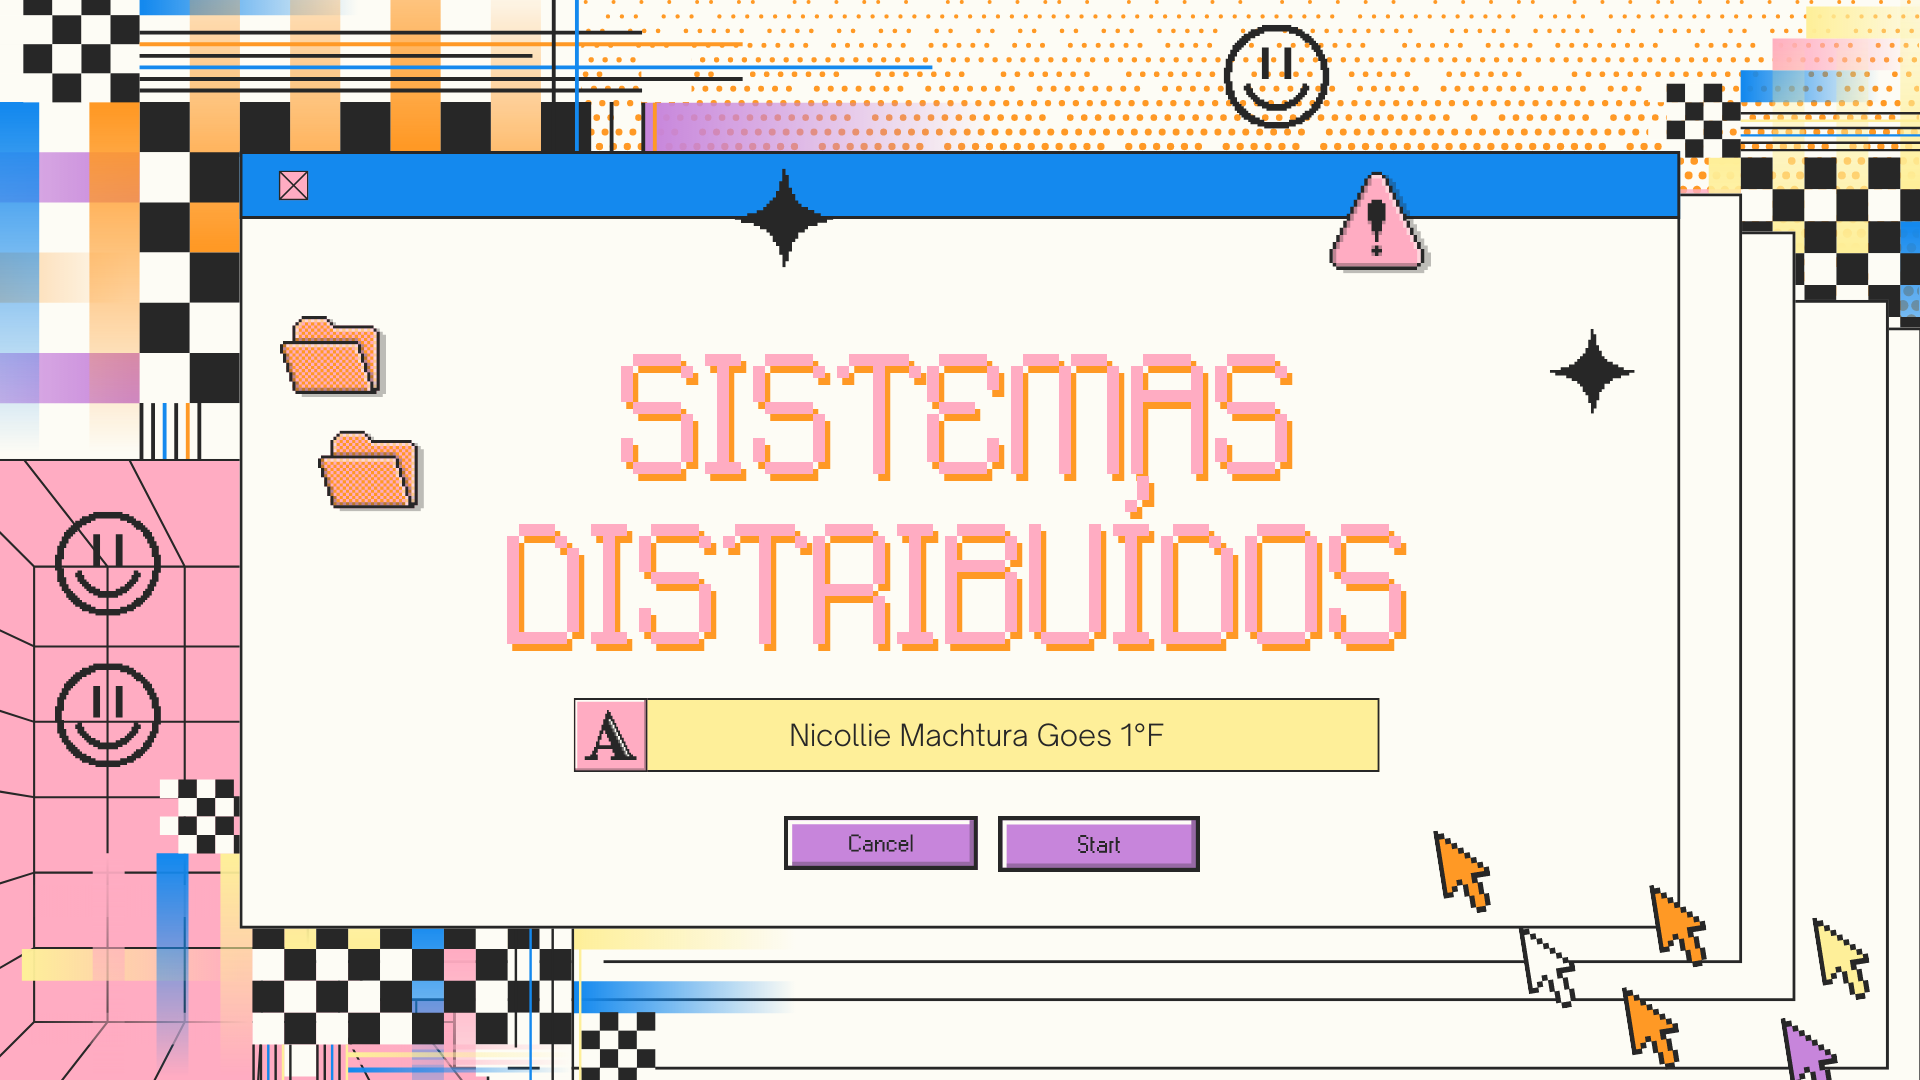 SISTEMAS
DISTRIBUÍDOS
A
Nicollie Machtura Goes 1°F
Cancel
Start